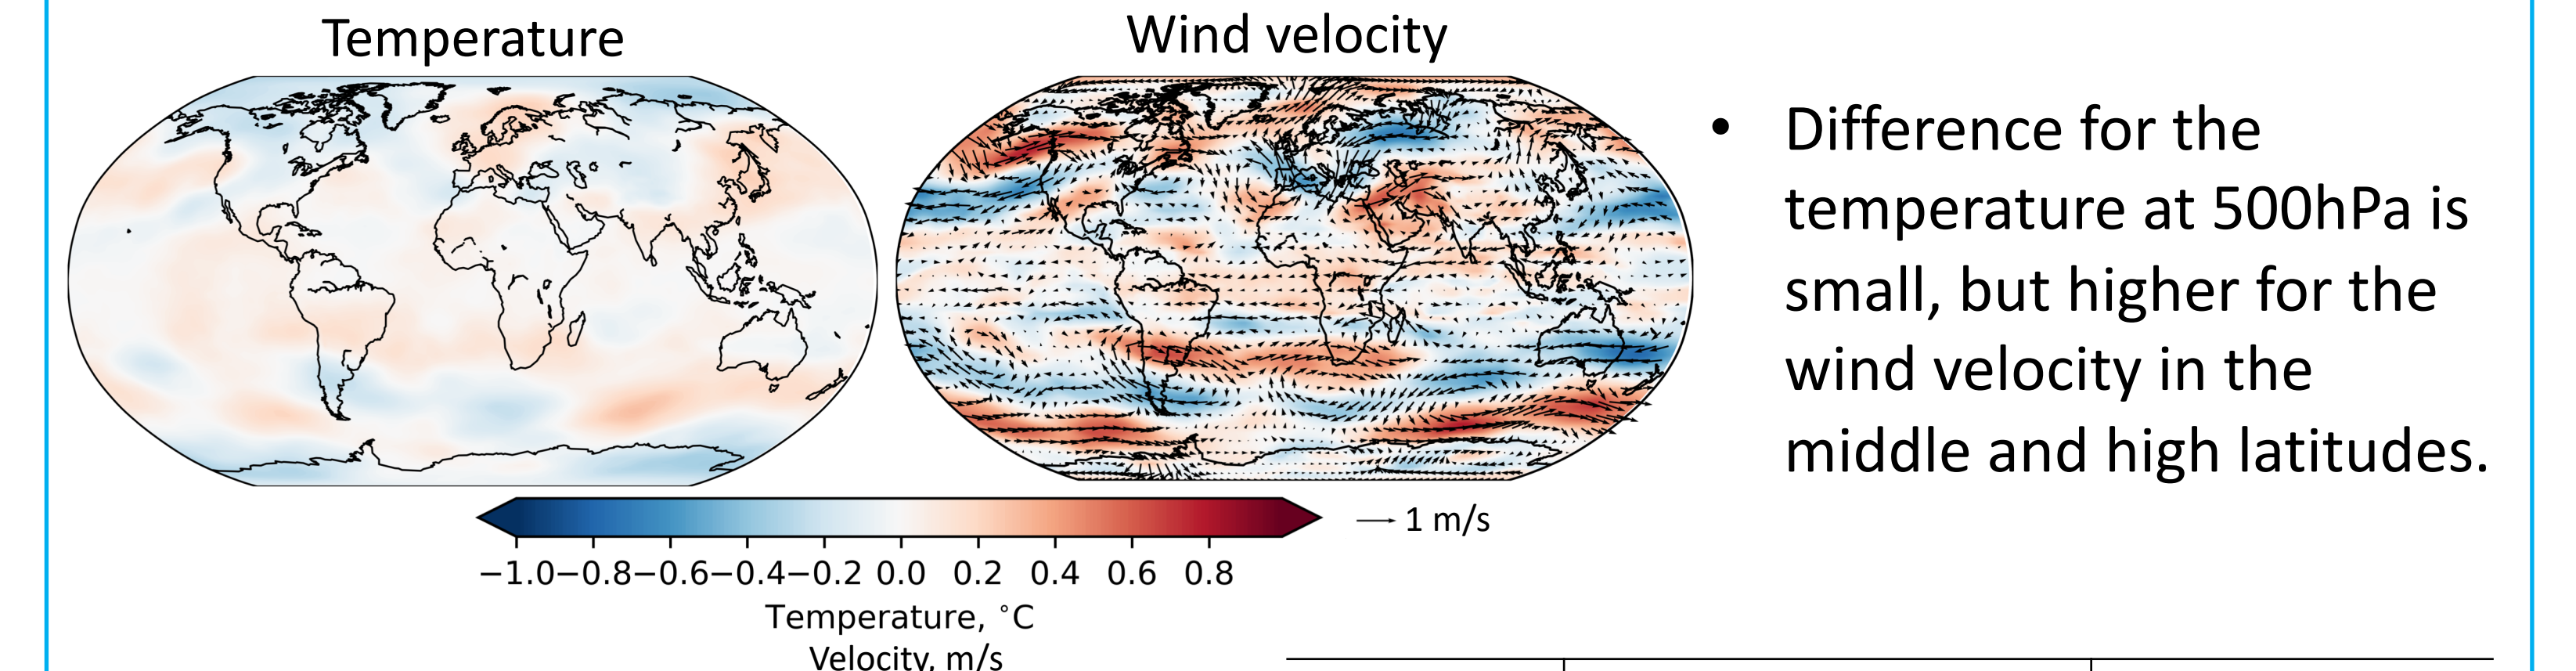 Temperature
Wind velocity
• Difference for the
temperature at 500hPa is
small, but higher for the
wind velocity in the
middle and high latitudes.
1 m/s
−1.0−0.8−0.6−0.4−0.2 0.0 0.2 0.4 0.6 0.8
Temperature, °C
Velocity, m/s